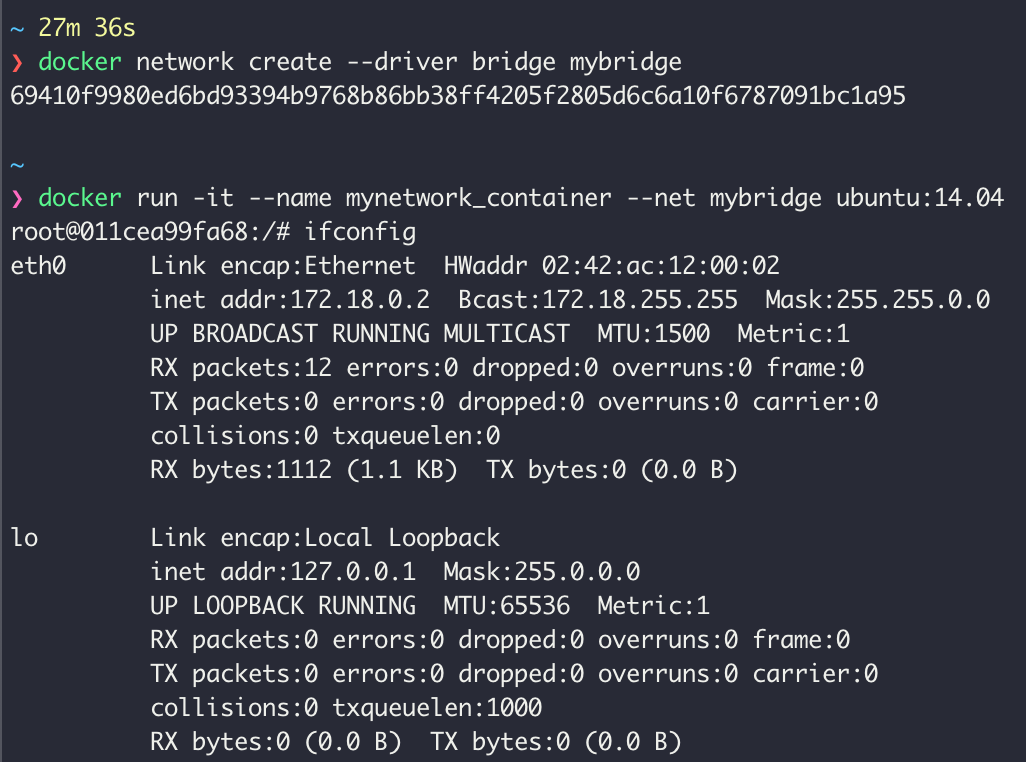 ~ 27m 36s
❯ docker network create --driver bridge mybridge
69410f9980ed6bd93394b9768b86bb38ff4205f2805d6c6a10f6787091bc1a95
~
❯ docker run -it --name mynetwork_container --net mybridge ubuntu:14.04
root@011cea99fa68:/# ifconfig
eth0      Link encap:Ethernet  HWaddr 02:42:ac:12:00:02
          inet addr:172.18.0.2  Bcast:172.18.255.255  Mask:255.255.0.0
          UP BROADCAST RUNNING MULTICAST  MTU:1500  Metric:1
          RX packets:12 errors:0 dropped:0 overruns:0 frame:0
          TX packets:0 errors:0 dropped:0 overruns:0 carrier:0
          collisions:0 txqueuelen:0
          RX bytes:1112 (1.1 KB)  TX bytes:0 (0.0 B)
lo        Link encap:Local Loopback
          inet addr:127.0.0.1  Mask:255.0.0.0
          UP LOOPBACK RUNNING  MTU:65536  Metric:1
          RX packets:0 errors:0 dropped:0 overruns:0 frame:0
          TX packets:0 errors:0 dropped:0 overruns:0 carrier:0
          collisions:0 txqueuelen:1000
          RX bytes:0 (0.0 B)  TX bytes:0 (0.0 B)